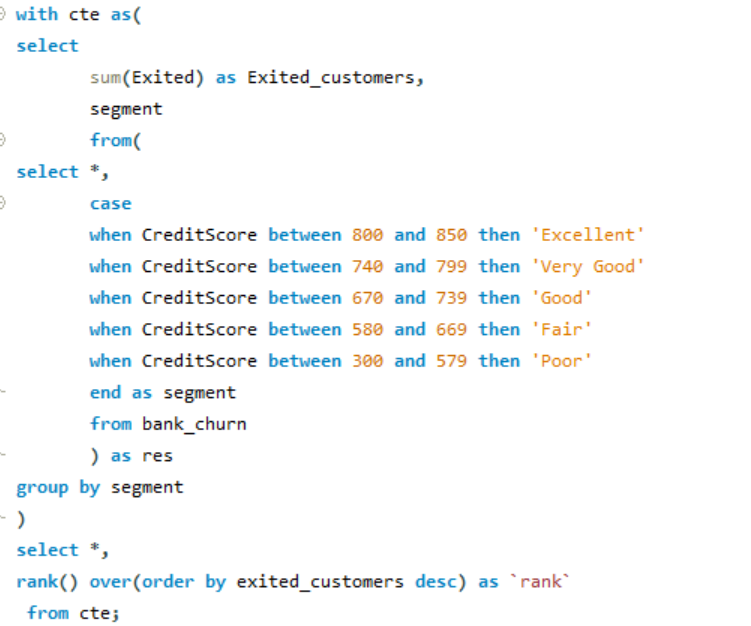 with cte as(
select
sum(Exited) as Exited_customers,
segment
from(
select *,
case
when CreditScore between 800 and 850 then 'Excellent'
when CreditScore between 740 and 799 then 'Very Good'
when CreditScore between 670 and 739 then 'Good'
when CreditScore between 580 and 669 then 'Fair'
when CreditScore between 300 and 579 then 'Poor'
end as segment
from bank_churn
) as res
group by segment
)
select *,
rank() over(order by exited_customers desc) as `rank`
from cte;